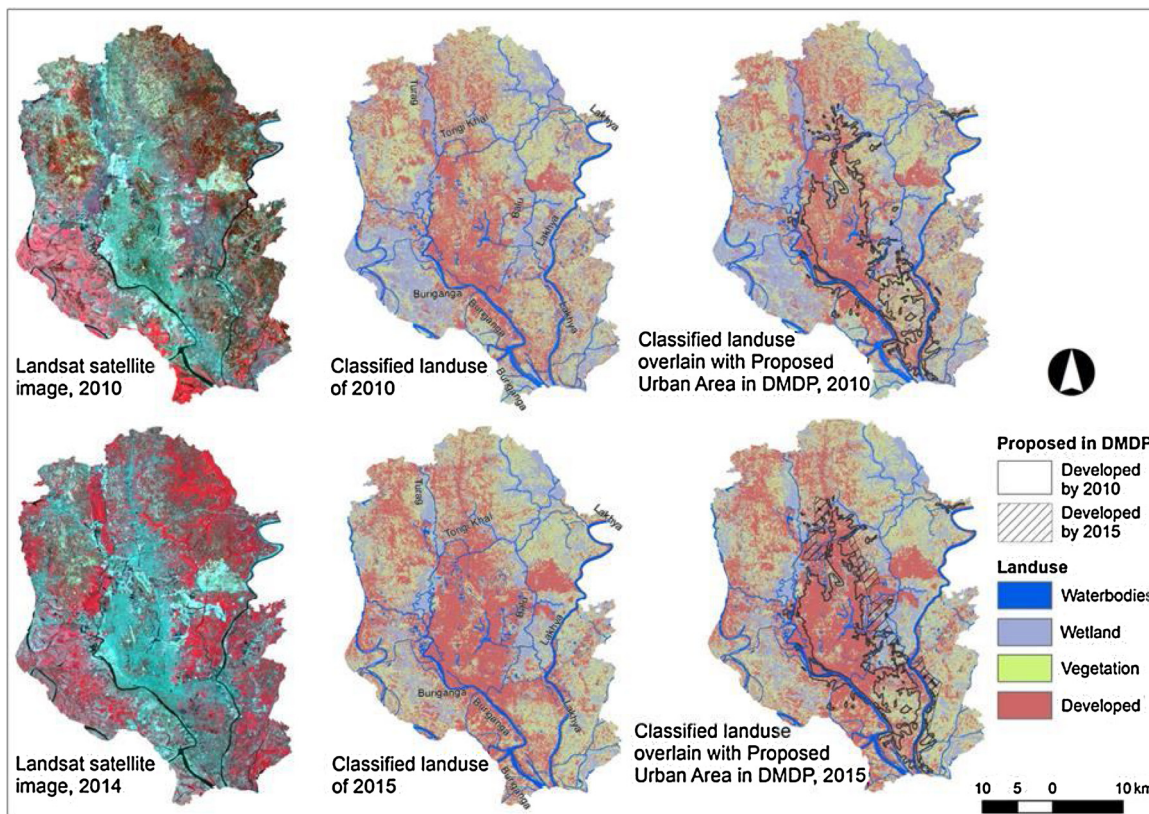 Turag
Tongi Khal
Lakhya
Balu
Lakhya
Lakhya
Buriganga
Buriganga
Buriganga
Landsat satellite
image, 2010
Classified landuse
of 2010
Classified landuse
overlain with Proposed
Urban Area in DMDP, 2010
Turag
Tongi Khal
Lakhya
Balu
Lakhya
Lakhya
Buriganga
Buriganga
Buriganga
Landsat satellite
image, 2014
Classified landuse
of 2015
Classified landuse
overlain with Proposed
Urban Area in DMDP, 2015
Proposed in DMDP
Developed
by 2010
Developed
by 2015
Landuse
Waterbodies
Wetland
Vegetation
Developed
10 5 0 10 km